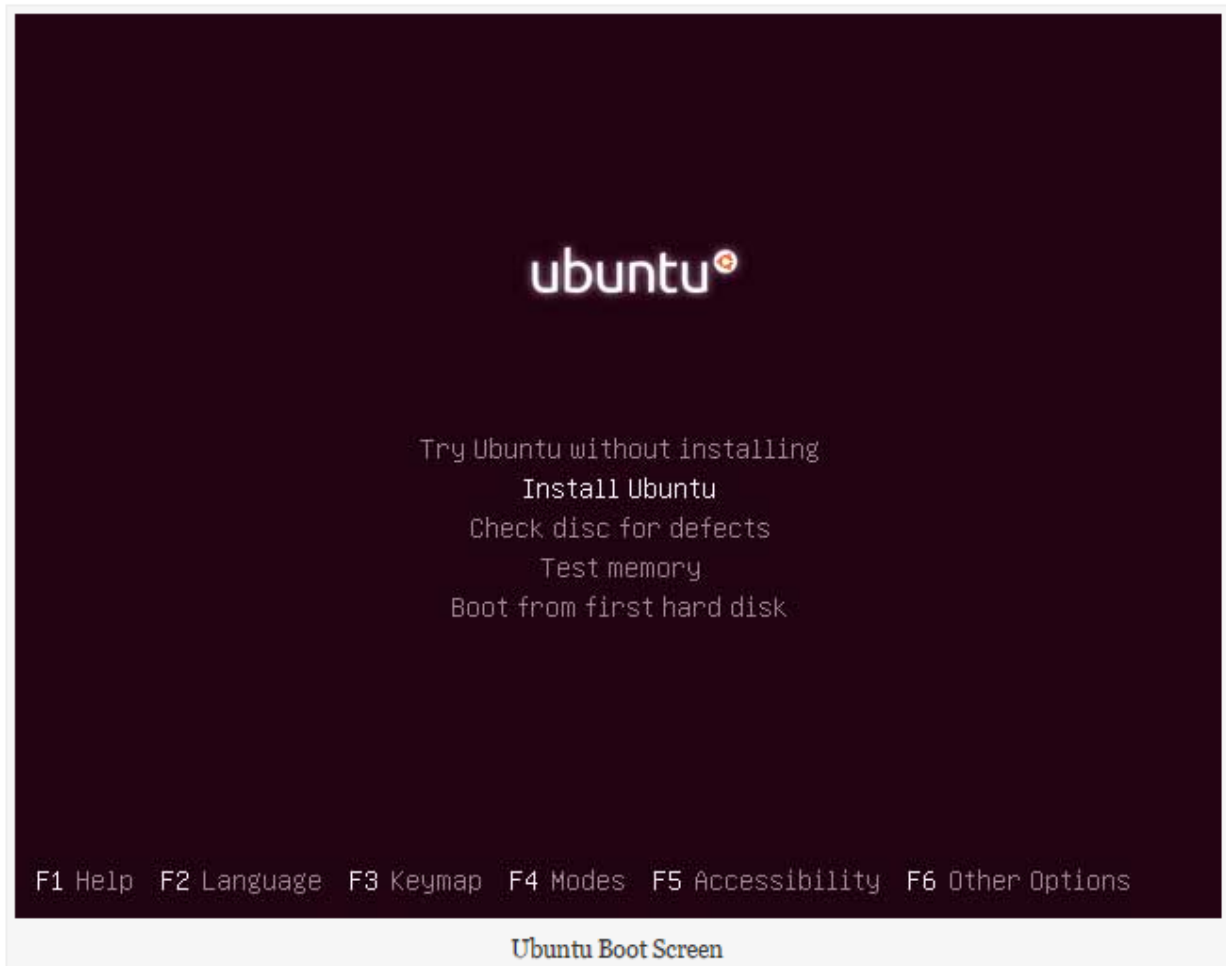 ubuntu
Try Ubuntu without installing
Install Ubuntu
Check disc for defects
Test memory
Boot from first hard disk
F1 Help F2 Language F3 Keymap F4 Modes F5 Accessibility F6 Other Options
Ubuntu Boot Screen